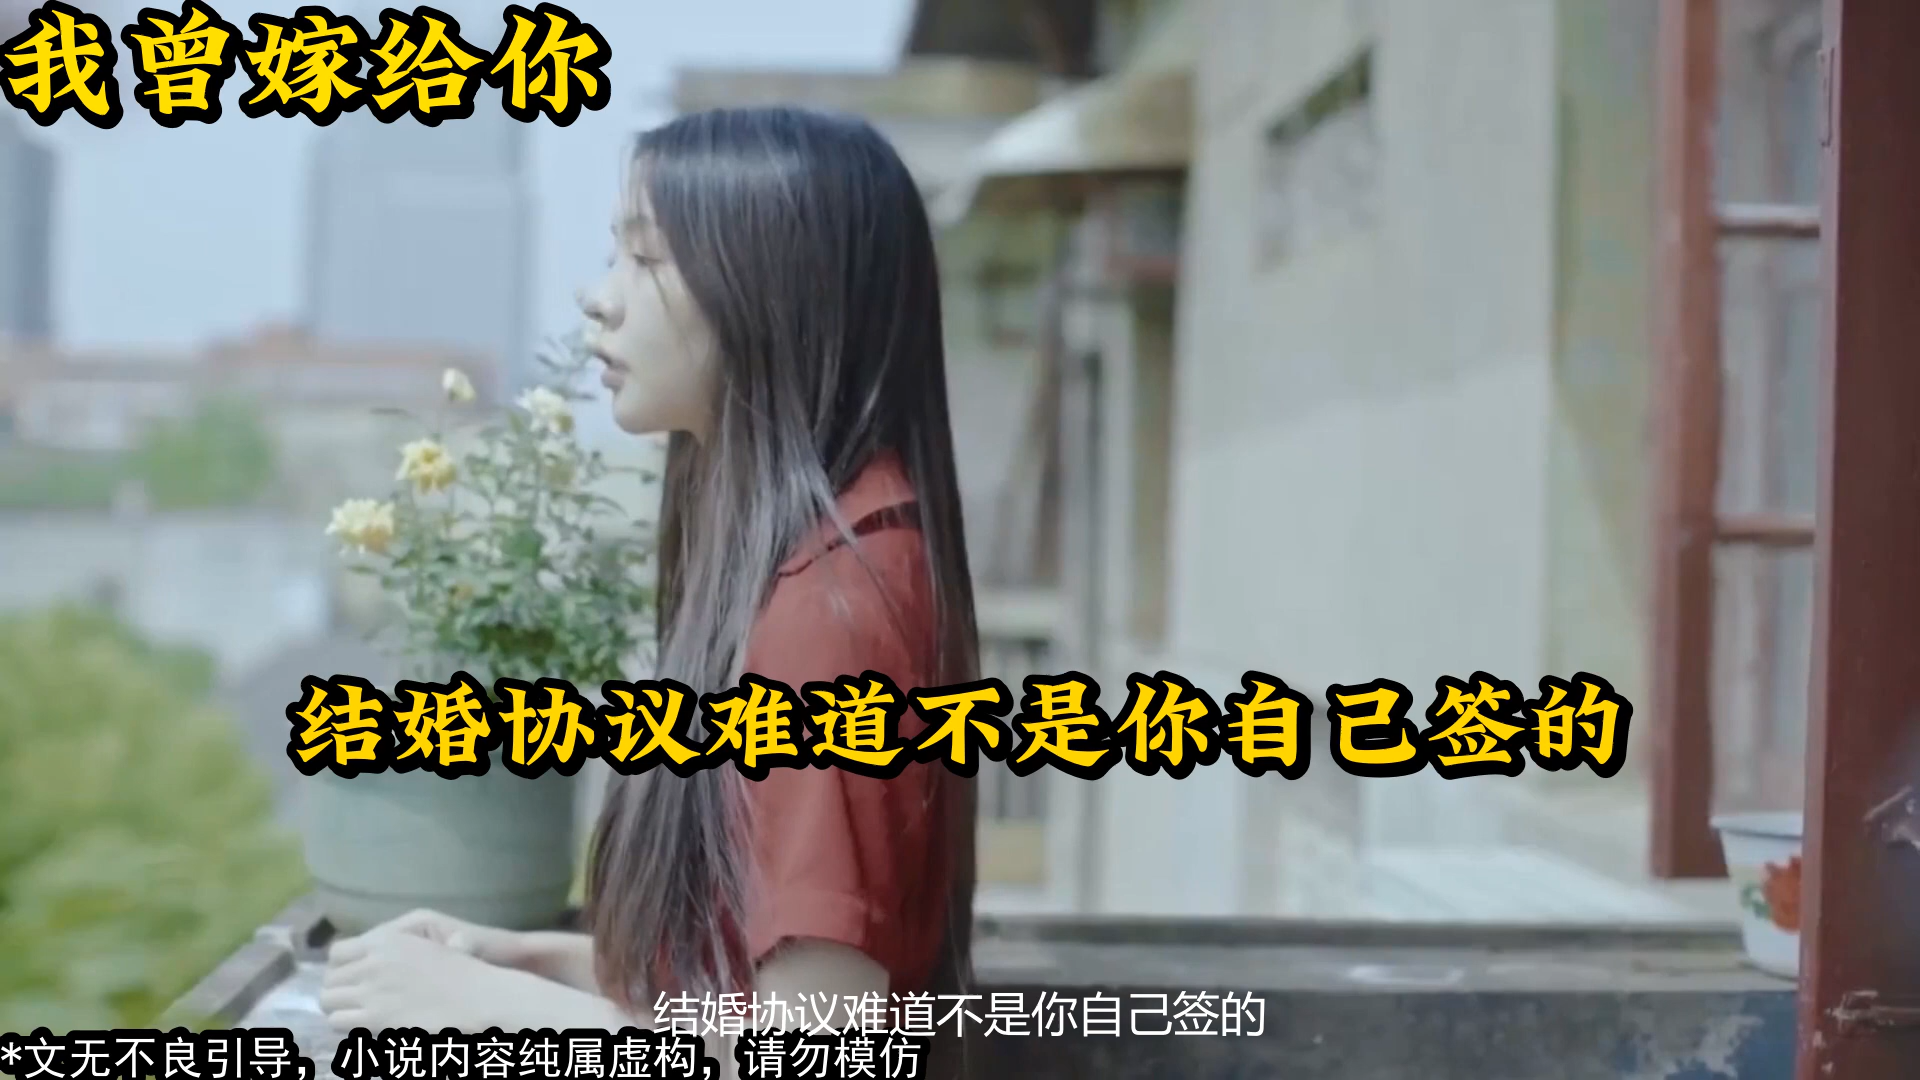 我曾嫁给你
结婚协议难道不是你自己签的
结婚协议难道不是你自己签的
*文无不良引导，小说内容纯属虚构，请勿模仿